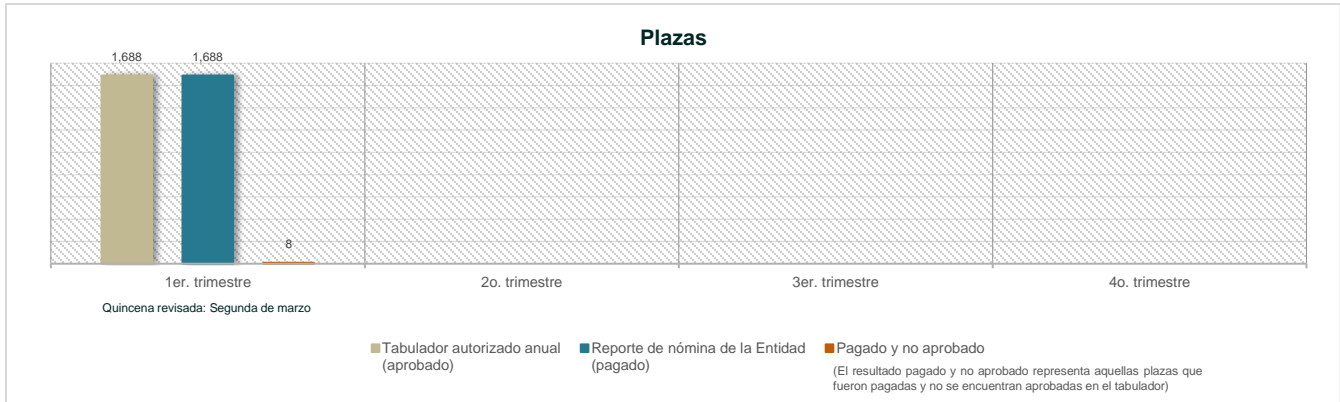 Plazas
1,688
1,688
8
1er. trimestre
2o. trimestre
3er. trimestre
4o. trimestre
Quincena revisada: Segunda de marzo
Tabulador autorizado anual
(aprobado)
Reporte de nómina de la Entidad
(pagado)
Pagado y no aprobado
(El resultado pagado y no aprobado representa aquellas plazas que
fueron pagadas y no se encuentran aprobadas en el tabulador)